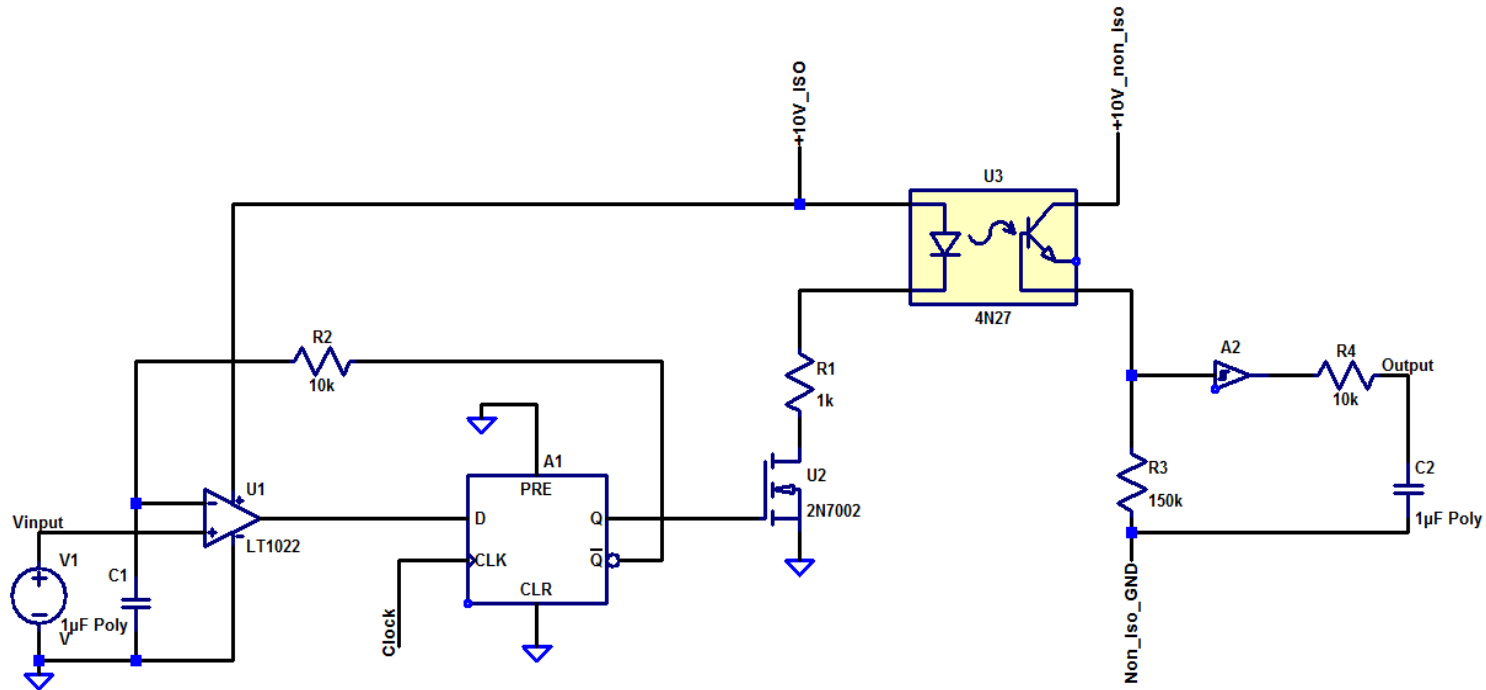 +10V_ISO
+10V_non_Iso
U3
4N27
R2
10k
R1
1k
A2
R4
10k
Output
A1
PRE
U1
LT1022
D
Q
CLK
Q̅
CLR
U2
2N7002
R3
150k
C2
1µF Poly
Vinput
V1
C1
1µF Poly
V
Clock
Non_Iso_GND